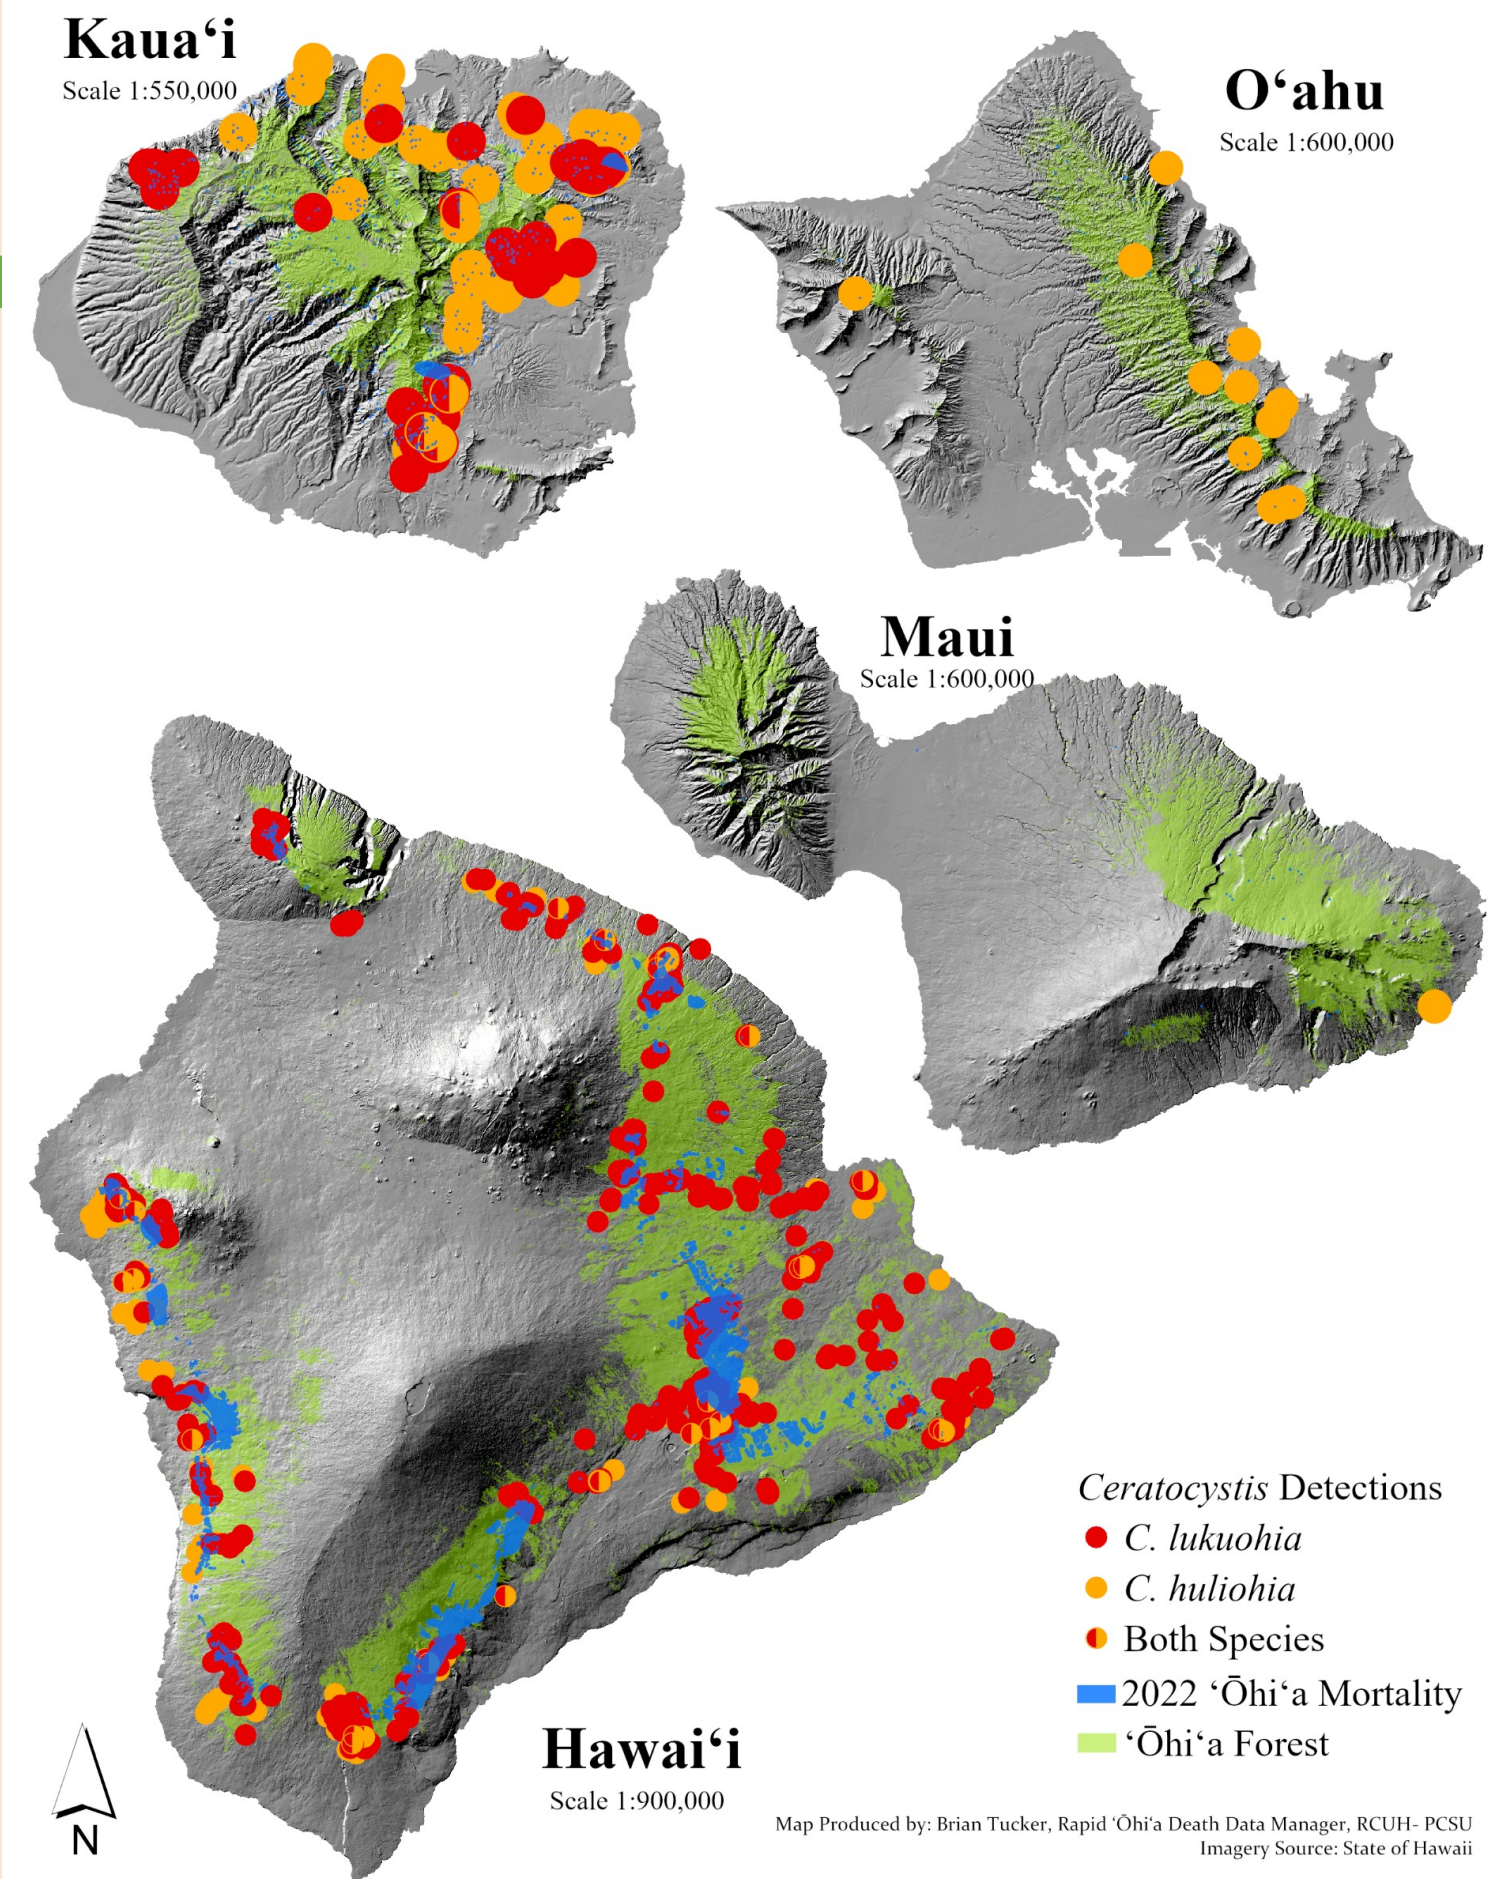 Kauaʻi
Scale 1:550,000
Oʻahu
Scale 1:600,000
Maui
Scale 1:600,000
Ceratocystis Detections
C. lukuohia
C. huliohia
Both Species
2022 ʻŌhiʻa Mortality
ʻŌhiʻa Forest
Hawaiʻi
Scale 1:900,000
N
Map Produced by: Brian Tucker, Rapid ʻŌhiʻa Death Data Manager, RCUH- PCSU
Imagery Source: State of Hawaii